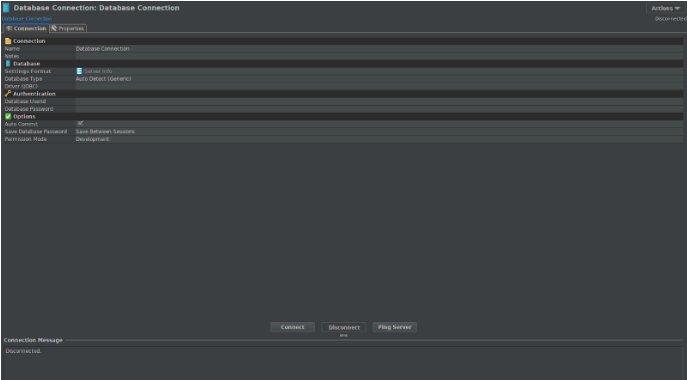 Database Connection: Database Connection
Actions
Database Connection
Disconnected
Connection Properties
Connection
Name Database Connection
Notes
Database
Settings Format Server Info
Database Type Auto Detect (Generic)
Driver (JDBC)
Authentication
Database Userid
Database Password
Options
Auto Commit
Save Database Password Save Between Sessions
Permission Mode Development
Connect Disconnect Ping Server
Connection Message
Disconnected.